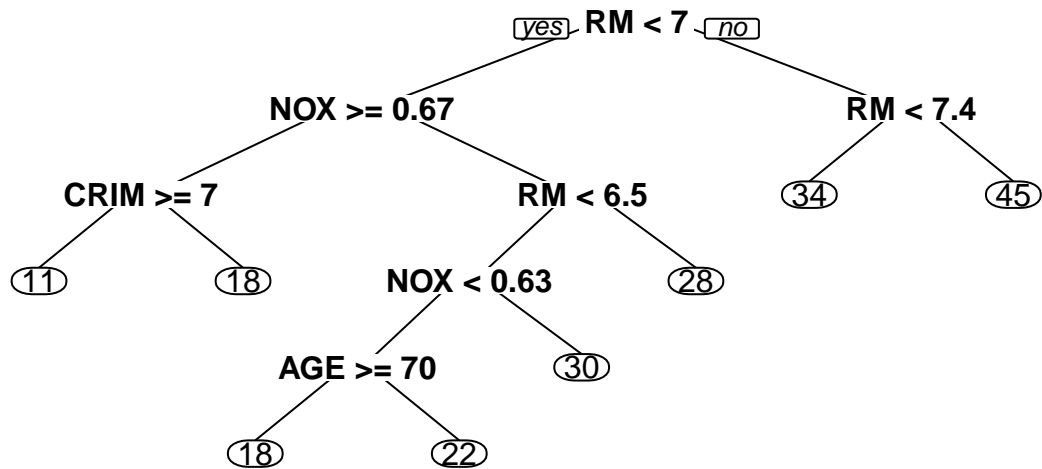 yes RM < 7 no
NOX >= 0.67 RM < 7.4
CRIM >= 7 RM < 6.5 34 45
11 18 NOX < 0.63 28
AGE >= 70 30
18 22